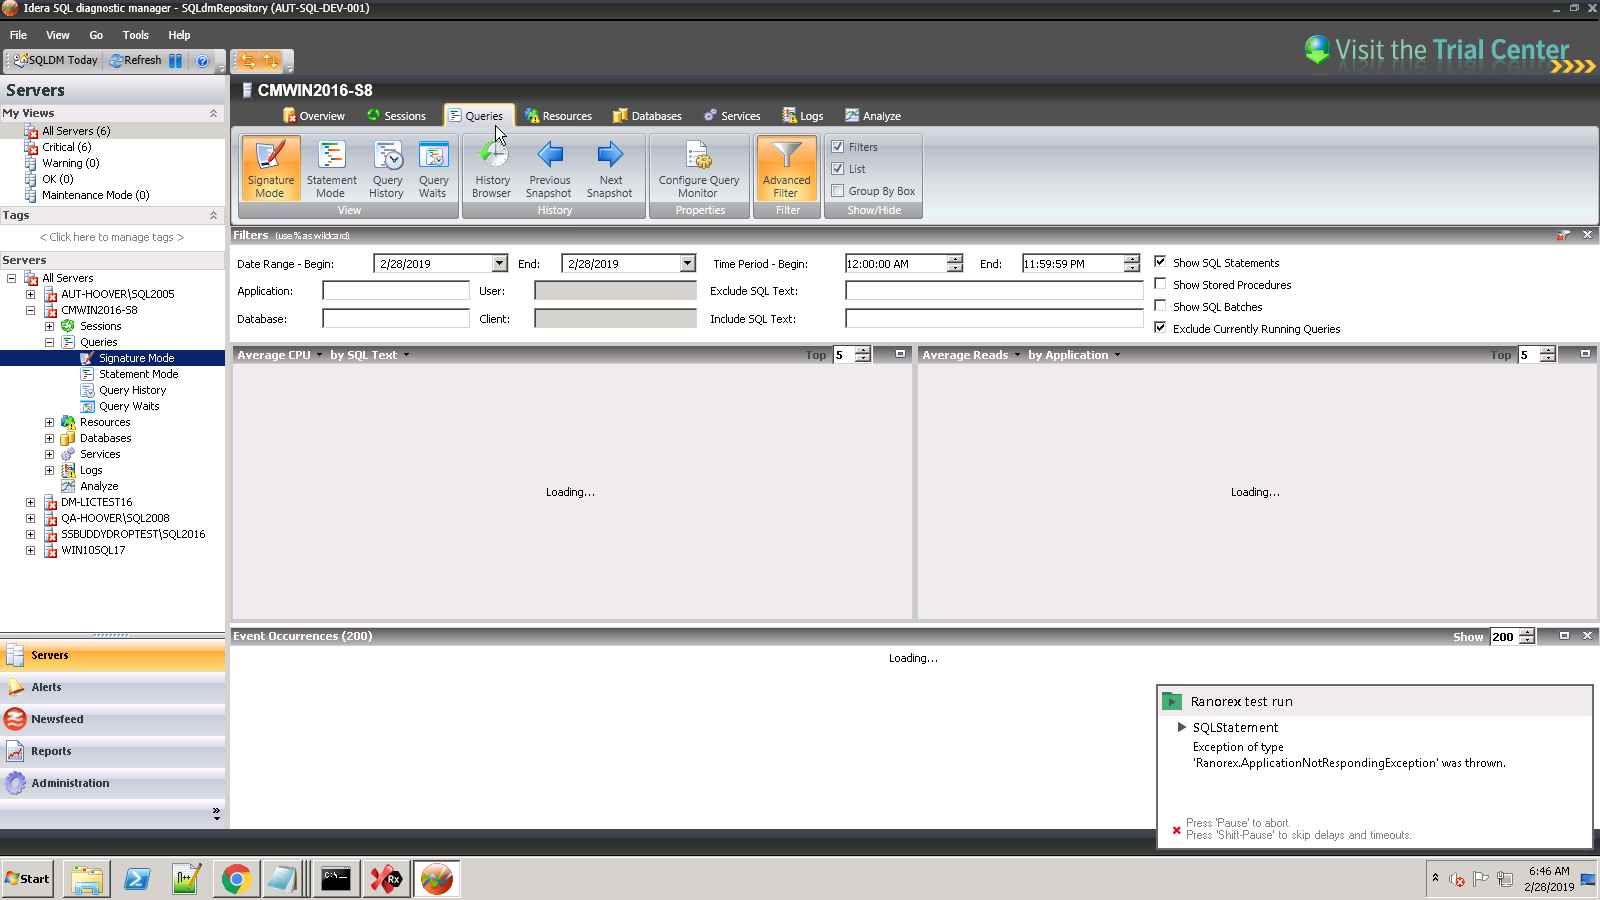 Idera SQL diagnostic manager - SQLdmRepository (AUT-SQL-DEV-001)
File View Go Tools Help
SQLDM Today Refresh
Visit the Trial Center
Servers
My Views
All Servers (6)
Critical (6)
Warning (0)
OK (0)
Maintenance Mode (0)
Tags
< Click here to manage tags >
Servers
All Servers
AUT-HOOVER\SQL2005
CMWIN2016-S8
Sessions
Queries
Signature Mode
Statement Mode
Query History
Query Waits
Resources
Databases
Services
Logs
Analyze
DM-LICTEST16
QA-HOOVER\SQL2008
SSBUDDYDROPTEST\SQL2016
WIN10SQL17
Servers
Alerts
Newsfeed
Reports
Administration
CMWIN2016-S8
Overview Sessions Queries Resources Databases Services Logs Analyze
Signature Mode
Statement Mode
Query History
Query Waits
View
History Browser
Previous Snapshot
Next Snapshot
History
Configure Query Monitor
Properties
Advanced Filter
Filter
Filters
List
Group By Box
Show/Hide
Filters (use % as wildcard)
Date Range - Begin: 2/28/2019 End: 2/28/2019 Time Period - Begin: 12:00:00 AM End: 11:59:59 PM
Application: User: Exclude SQL Text:
Database: Client: Include SQL Text:
Show SQL Statements
Show Stored Procedures
Show SQL Batches
Exclude Currently Running Queries
Average CPU by SQL Text Top 5
Loading...
Average Reads by Application Top 5
Loading...
Event Occurrences (200) Show 200
Loading...
Ranorex test run
SQLStatement
Exception of type
'Ranorex.ApplicationNotRespondingException' was thrown.
Press 'Pause' to abort.
Press 'Shift-Pause' to skip delays and timeouts.
Start
C:\_
Rx
6:46 AM
2/28/2019